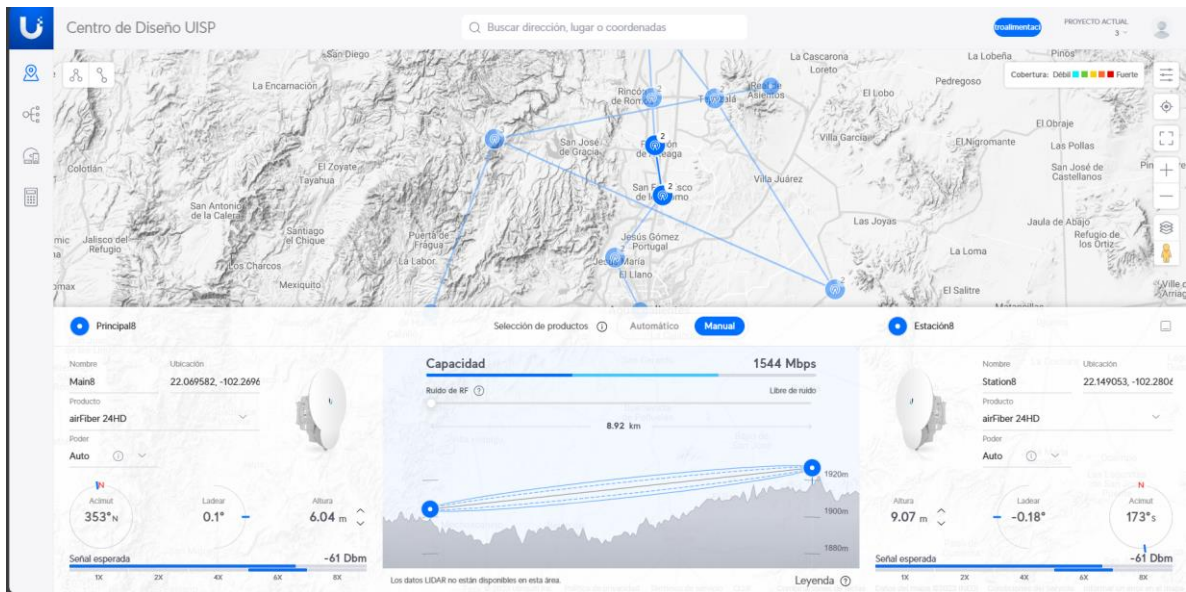 Centro de Diseño UISP
Buscar dirección, lugar o coordenadas
troalimentaci
PROYECTO ACTUAL
3
Cobertura: Débil Fuerte
San Diego
La Encarnación
La Cascarona
Loreto
La Lobeña
Pinos
Pedregoso
El Lobo
El Obraje
Villa García
El Nigromante
Las Pollas
San José de
Castellanos
Colotlán
El Zoyate
Tayahua
San José
de Gracia
Villa Juárez
San Antonio
de la Calera
Santiago
el Chique
Jalisco del
Refugio
Los Charcos
Mexiquito
Puerta de
Fragua
La Labor
Jesús Gómez
Portugal
Jesús María
El Llano
Las Joyas
Jaula de Abajo
Refugio de
los Ortiz
La Loma
El Salitre
2
2
2
2
2
2
Principal8
Selección de productos
Automático
Manual
Estación8
Nombre
Ubicación
Main8
22.069582, -102.2696
Producto
airFiber 24HD
Poder
Auto
N
Acimut
353° N
Ladear
0.1°
Altura
6.04 m
Señal esperada
-61 Dbm
1X 2X 4X 6X 8X
Capacidad
1544 Mbps
Ruido de RF
Libre de ruido
8.92 km
1920m
1900m
1880m
Los datos LIDAR no están disponibles en esta área.
Leyenda
Nombre
Ubicación
Station8
22.149053, -102.2806
Producto
airFiber 24HD
Poder
Auto
Altura
9.07 m
Ladear
-0.18°
N
Acimut
173° S
Señal esperada
-61 Dbm
1X 2X 4X 6X 8X